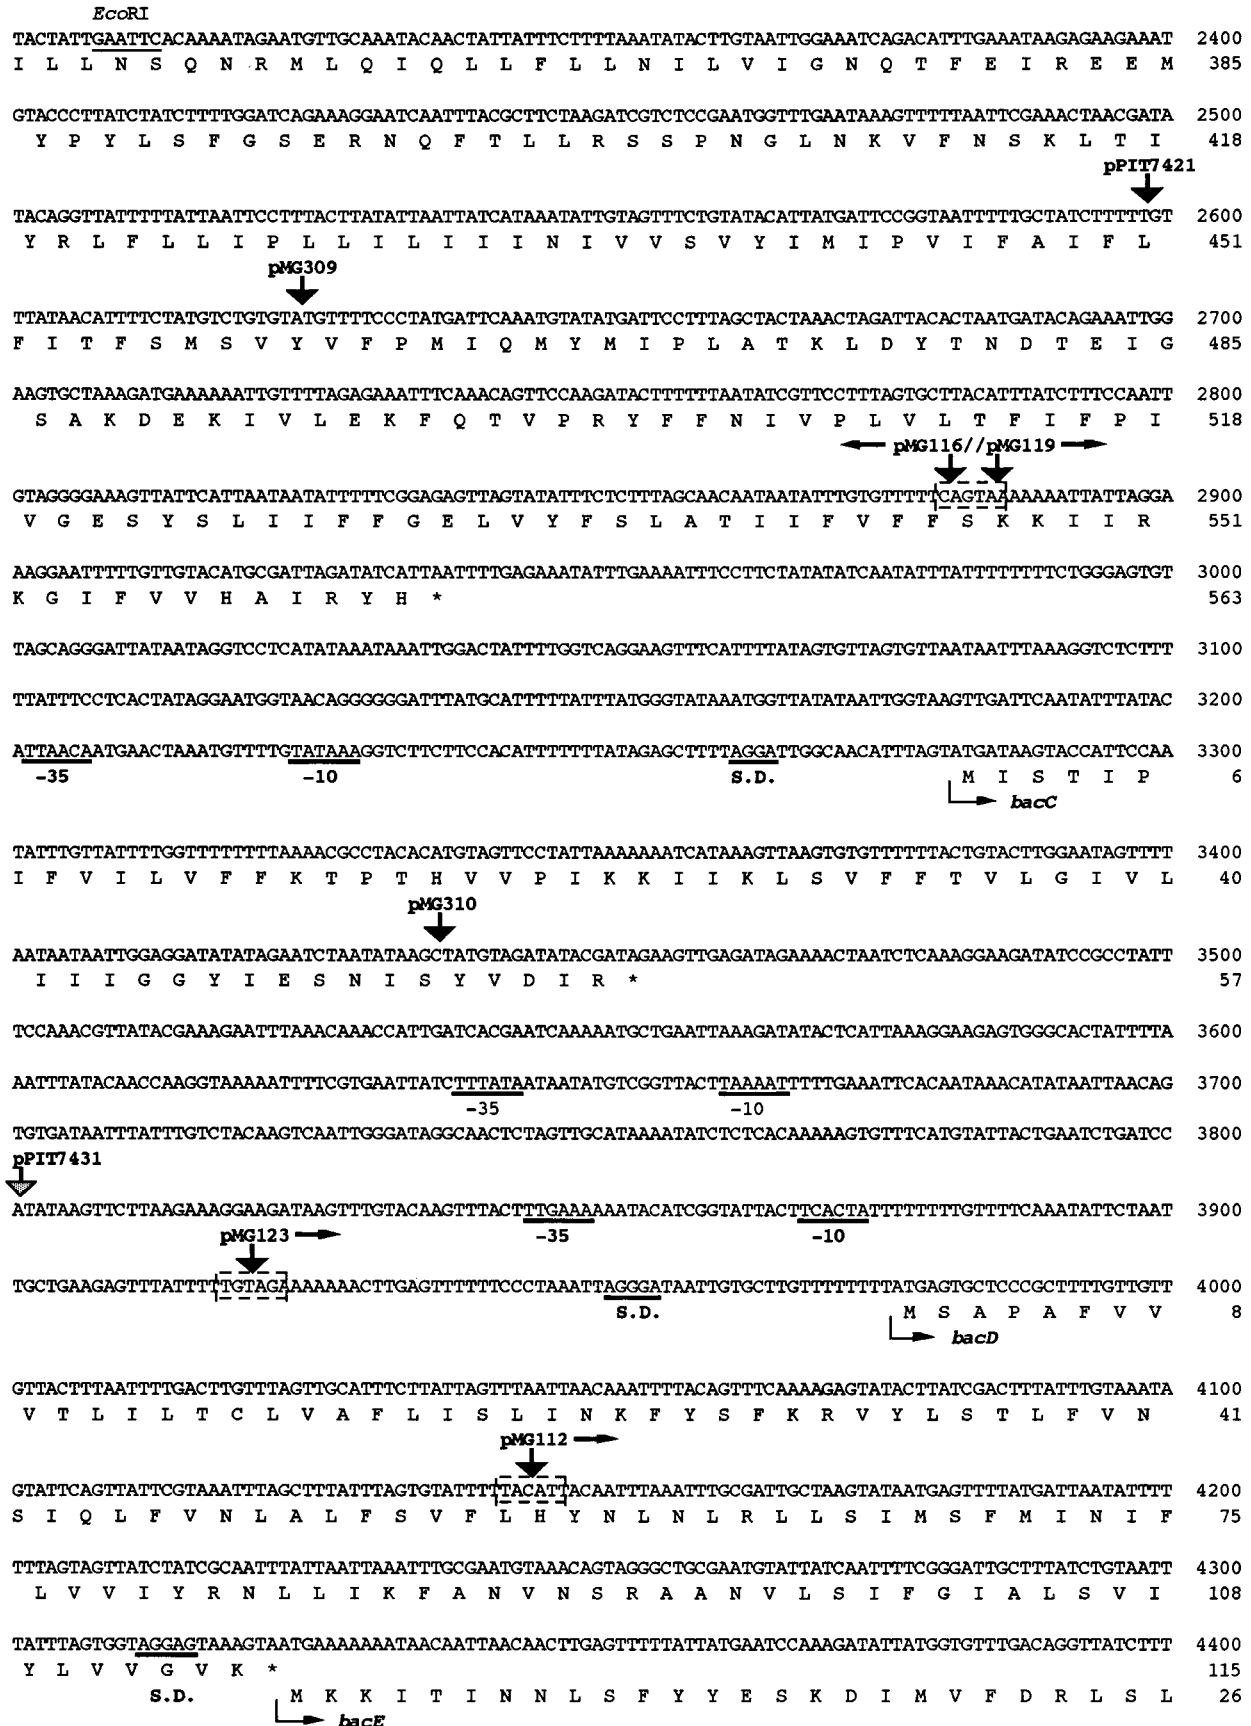 EcoRI
TACTATTGAATTCACAAAATAGAATGTTGCAAATACAACTATTATTTCTTTTAAATATACTTGTAATTGGAAATCAGACATTTGAAATAAGAGAAGAAAT 2400
I L L N S Q N R M L Q I Q L L F L L N I L V I G N Q T F E I R E E M 385
GTACCCTTATCTATCTTTTGGATCAGAAAGGAATCAATTTACGCTTCTAAGATCGTCTCCGAATGGTTTGAATAAAGTTTTTAATTCGAAACTAACGATA 2500
Y P Y L S F G S E R N Q F T L L R S S P N G L N K V F N S K L T I 418
pPIT7421
TACAGGTTATTTTTATTAATTCCTTTACTTATATTAATTATCATAAATATTGTAGTTTCTGTATACATTATGATTCCGGTAATTTTTGCTATCTTTTTGT 2600
Y R L F L L I P L L I L I I I N I V V S V Y I M I P V I F A I F L 451
pMG309
TTATAACATTTTCTATGTCTGTGTATGTTTTCCCTATGATTCAAATGTATATGATTCCTTTAGCTACTAAACTAGATTACACTAATGATACAGAAATTGG 2700
F I T F S M S V Y V F P M I Q M Y M I P L A T K L D Y T N D T E I G 485
AAGTGCTAAAGATGAAAAAATTGTTTTAGAGAAATTTCAAACAGTTCCAAGATACTTTTTTAATATCGTTCCTTTAGTGCTTACATTTATCTTTCCAATT 2800
S A K D E K I V L E K F Q T V P R Y F F N I V P L V L T F I F P I 518
pMG116//pMG119
GTAGGGGAAAGTTATTCATTAATAATATTTTTCGGAGAGTTAGTATATTTCTCTTTAGCAACAATAATATTTGTGTTTTTCAGTAAAAAAATTATTAGGA 2900
V G E S Y S L I I F F G E L V Y F S L A T I I F V F F S K K I I R 551
AAGGAATTTTTGTTGTACATGCGATTAGATATCATTAATTTTGAGAAATATTTGAAAATTTCCTTCTATATATCAATATTTATTTTTTTTCTGGGAGTGT 3000
K G I F V V H A I R Y H * 563
TAGCAGGGATTATAATAGGTCCTCATATAAATAAATTGGACTATTTTGGTCAGGAAGTTTCATTTTATAGTGTTAGTGTTAATAATTTAAAGGTCTCTTT 3100
TTATTTCCTCACTATAGGAATGGTAACAGGGGGGATTTATGCATTTTTATTTATGGGTATAAATGGTTATATAATTGGTAAGTTGATTCAATATTTATAC 3200
ATTAACAATGAACTAAATGTTTTGTATAAAGGTCTTCTTCCACATTTTTTTATAGAGCTTTTAGGATTGGCAACATTTAGTATGATAAGTACCATTCCAA 3300
-35 -10 S.D. M I S T I P 6
bacC
TATTTGTTATTTTGGTTTTTTTTAAAACGCCTACACATGTAGTTCCTATTAAAAAAATCATAAAGTTAAGTGTGTTTTTTACTGTACTTGGAATAGTTTT 3400
I F V I L V F F K T P T H V V P I K K I I K L S V F F T V L G I V L 40
pMG310
AATAATAATTGGAGGATATATAGAATCTAATATAAGCTATGTAGATATACGATAGAAGTTGAGATAGAAAACTAATCTCAAAGGAAGATATCCGCCTATT 3500
I I I G G Y I E S N I S Y V D I R * 57
TCCAAACGTTATACGAAAGAATTTAAACAAACCATTGATCACGAATCAAAAATGCTGAATTAAAGATATACTCATTAAAGGAAGAGTGGGCACTATTTTA 3600
AATTTATACAACCAAGGTAAAAATTTTCGTGAATTATCTTTATAATAATATGTCGGTTACTTAAAATTTTTGAAATTCACAATAAACATATAATTAACAG 3700
-35 -10
TGTGATAATTTATTTGTCTACAAGTCAATTGGGATAGGCAACTCTAGTTGCATAAAATATCTCTCACAAAAAGTGTTTCATGTATTACTGAATCTGATCC 3800
pPIT7431
ATATAAGTTCTTAAGAAAGGAAGATAAGTTTGTACAAGTTTACTTTGAAAAAATACATCGGTATTACTTCACTATTTTTTTTGTTTTCAAATATTCTAAT 3900
-35 -10
pMG123
TGCTGAAGAGTTTATTTTTTGTAGAAAAAAACTTGAGTTTTTTCCCTAAATTAGGGATAATTGTGCTTGTTTTTTTTATGAGTGCTCCCGCTTTTGTTGTT 4000
S.D. M S A P A F V V 8
bacD
GTTACTTTAATTTTGACTTGTTTAGTTGCATTTCTTATTAGTTTAATTAACAAATTTTACAGTTTCAAAAGAGTATACTTATCGACTTTATTTGTAAATA 4100
V T L I L T C L V A F L I S L I N K F Y S F K R V Y L S T L F V N 41
pMG112
GTATTCAGTTATTCGTAAATTTAGCTTTATTTAGTGTATTTTTACATTACAATTTAAATTTGCGATTGCTAAGTATAATGAGTTTTATGATTAATATTTT 4200
S I Q L F V N L A L F S V F L H Y N L N L R L L S I M S F M I N I F 75
TTTAGTAGTTATCTATCGCAATTTATTAATTAAATTTGCGAATGTAAACAGTAGGGCTGCGAATGTATTATCAATTTTCGGGATTGCTTTATCTGTAATT 4300
L V V I Y R N L L I K F A N V N S R A A N V L S I F G I A L S V I 108
TATTTAGTGGTAGGAGTAAAGTAATGAAAAAAATAACAATTAACAACTTGAGTTTTTATTATGAATCCAAAGATATTATGGTGTTTGACAGGTTATCTTT 4400
Y L V V G V K * 115
S.D. M K K I T I N N L S F Y Y E S K D I M V F D R L S L 26
bacE